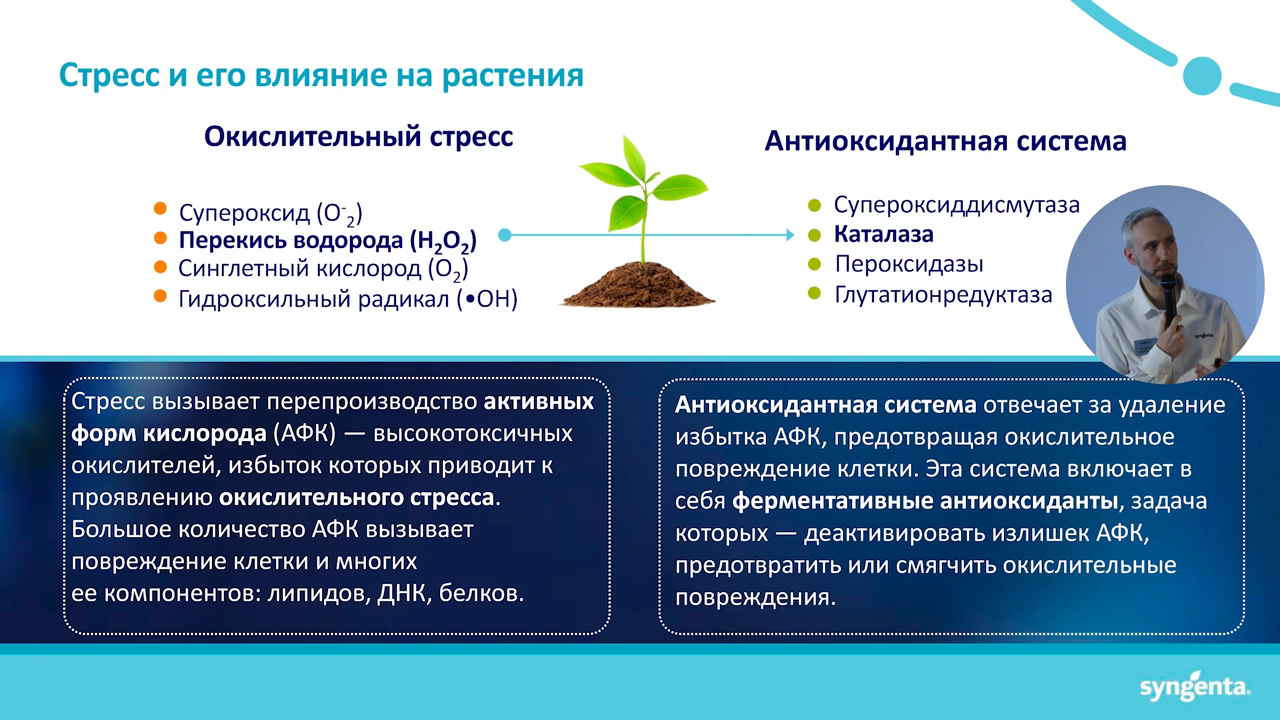 Стресс и его влияние на растения
Окислительный стресс
Супероксид (O⁻₂)
Перекись водорода (H₂O₂)
Синглетный кислород (O₂)
Гидроксильный радикал (•OH)
Антиоксидантная система
Супероксиддисмутаза
Каталаза
Пероксидазы
Глутатионредуктаза
syngenta
Стресс вызывает перепроизводство активных
форм кислорода (АФК) — высокотоксичных
окислителей, избыток которых приводит к
проявлению окислительного стресса.
Большое количество АФК вызывает
повреждение клетки и многих
ее компонентов: липидов, ДНК, белков.
Антиоксидантная система отвечает за удаление
избытка АФК, предотвращая окислительное
повреждение клетки. Эта система включает в
себя ферментативные антиоксиданты, задача
которых — деактивировать излишек АФК,
предотвратить или смягчить окислительные
повреждения.
syngenta.